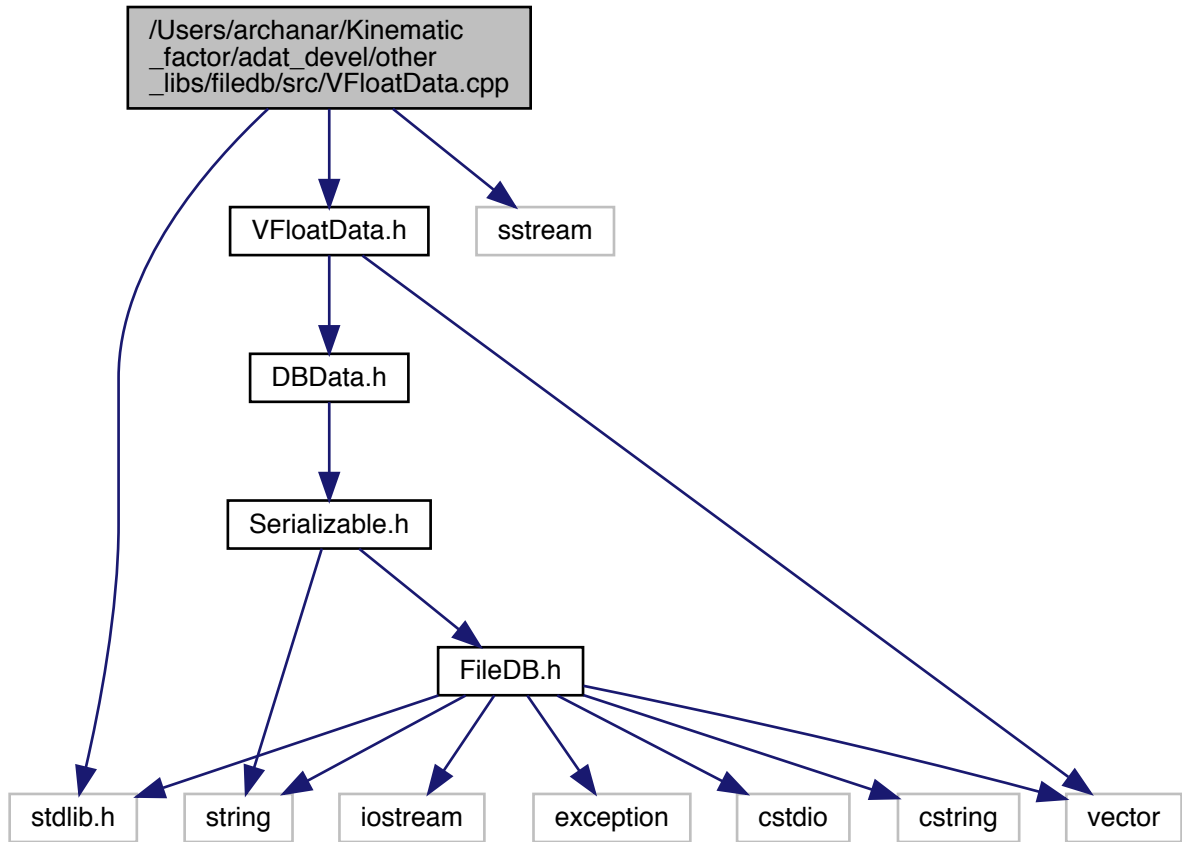 /Users/archanar/Kinematic
_factor/adat_devel/other
_libs/filedb/src/VFloatData.cpp
VFloatData.h
sstream
DBData.h
Serializable.h
FileDB.h
stdlib.h
string
iostream
exception
cstdio
cstring
vector